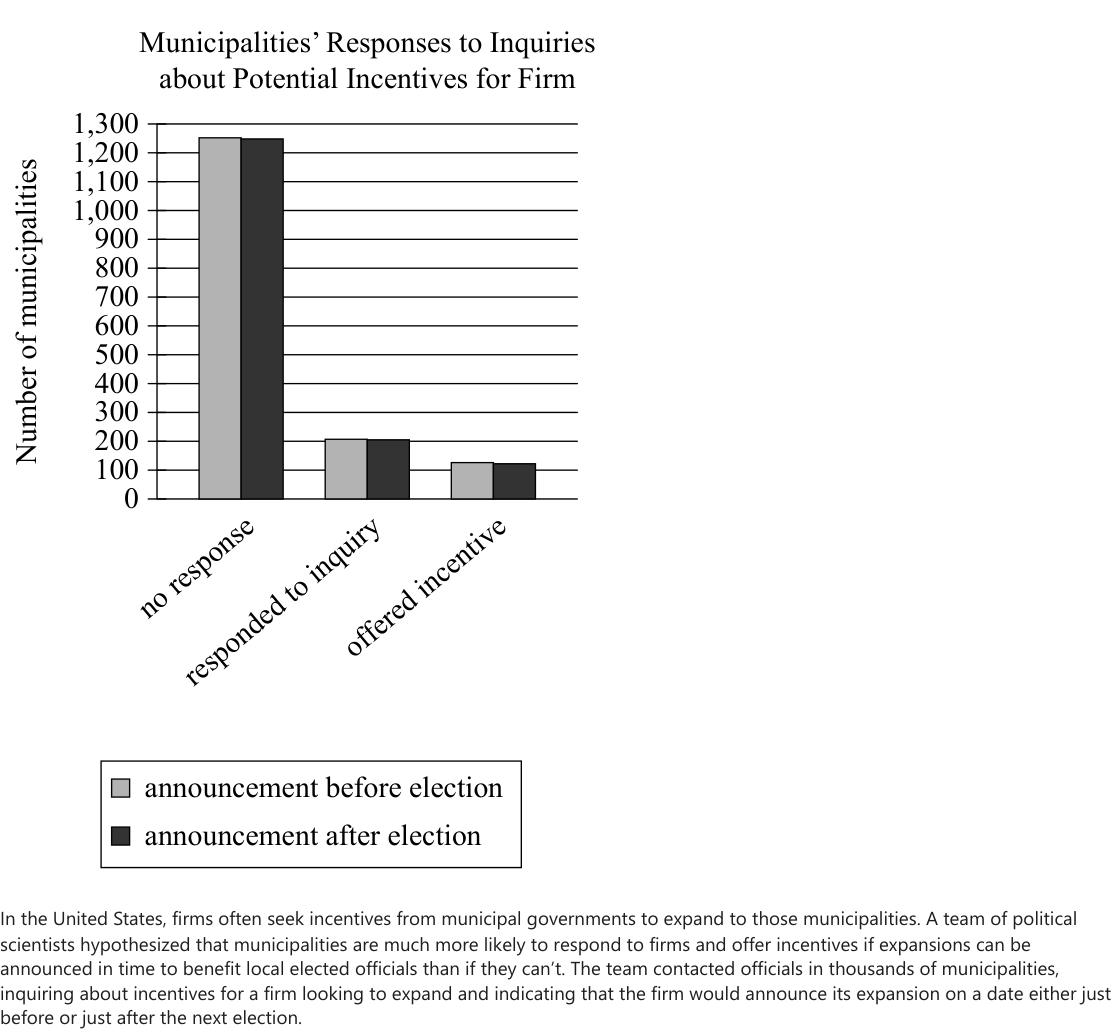 Municipalities’ Responses to Inquiries
about Potential Incentives for Firm
Number of municipalities
1,300
1,200
1,100
1,000
900
800
700
600
500
400
300
200
100
0
no response
responded to inquiry
offered incentive
announcement before election
announcement after election
In the United States, firms often seek incentives from municipal governments to expand to those municipalities. A team of political
scientists hypothesized that municipalities are much more likely to respond to firms and offer incentives if expansions can be
announced in time to benefit local elected officials than if they can’t. The team contacted officials in thousands of municipalities,
inquiring about incentives for a firm looking to expand and indicating that the firm would announce its expansion on a date either just
before or just after the next election.